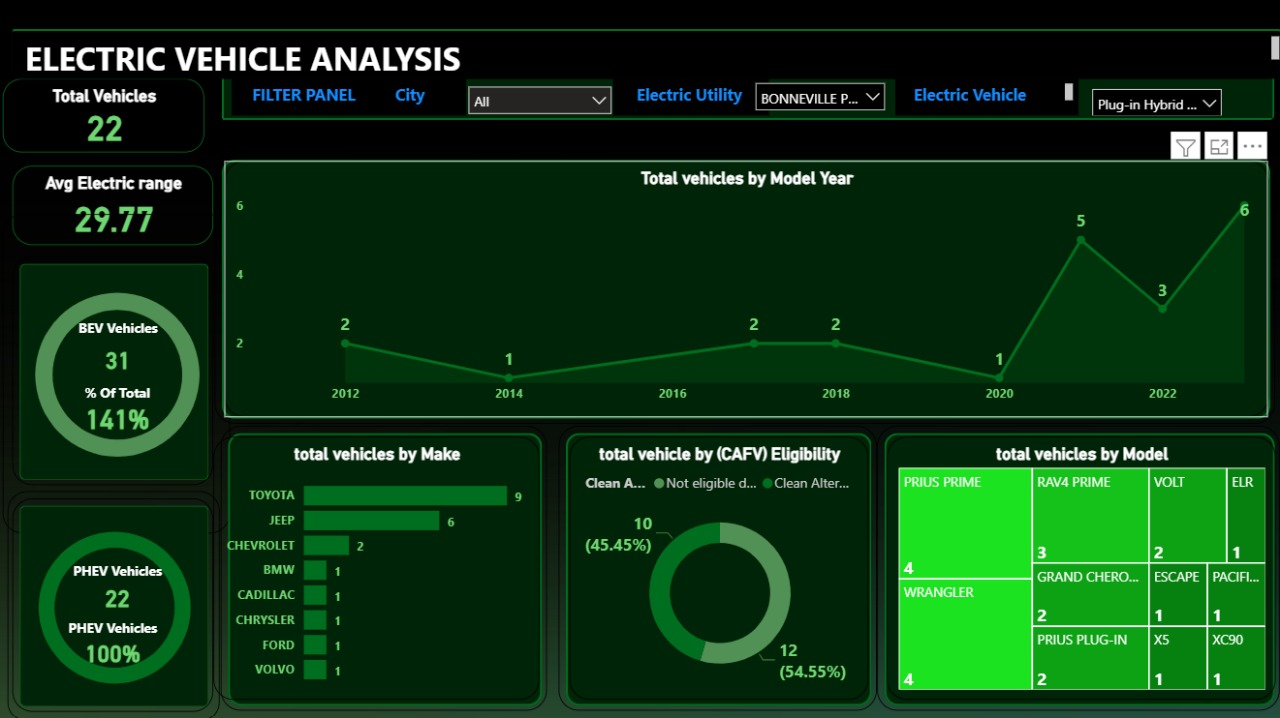 ELECTRIC VEHICLE ANALYSIS
FILTER PANEL
City
All
Electric Utility
BONNEVILLE P...
Electric Vehicle
Plug-in Hybrid ...
Total Vehicles
22
Avg Electric range
29.77
BEV Vehicles
31
% Of Total
141%
PHEV Vehicles
22
PHEV Vehicles
100%
Total vehicles by Model Year
6
4
2
2
1
2
2
1
5
3
6
2012
2014
2016
2018
2020
2022
total vehicles by Make
TOYOTA 9
JEEP 6
CHEVROLET 2
BMW 1
CADILLAC 1
CHRYSLER 1
FORD 1
VOLVO 1
total vehicle by (CAFV) Eligibility
Clean A... Not eligible d... Clean Alter...
10
(45.45%)
12
(54.55%)
total vehicles by Model
PRIUS PRIME
4
WRANGLER
4
RAV4 PRIME
3
GRAND CHERO...
2
PRIUS PLUG-IN
2
VOLT
2
ELR
1
ESCAPE
1
PACIFI...
1
X5
1
XC90
1